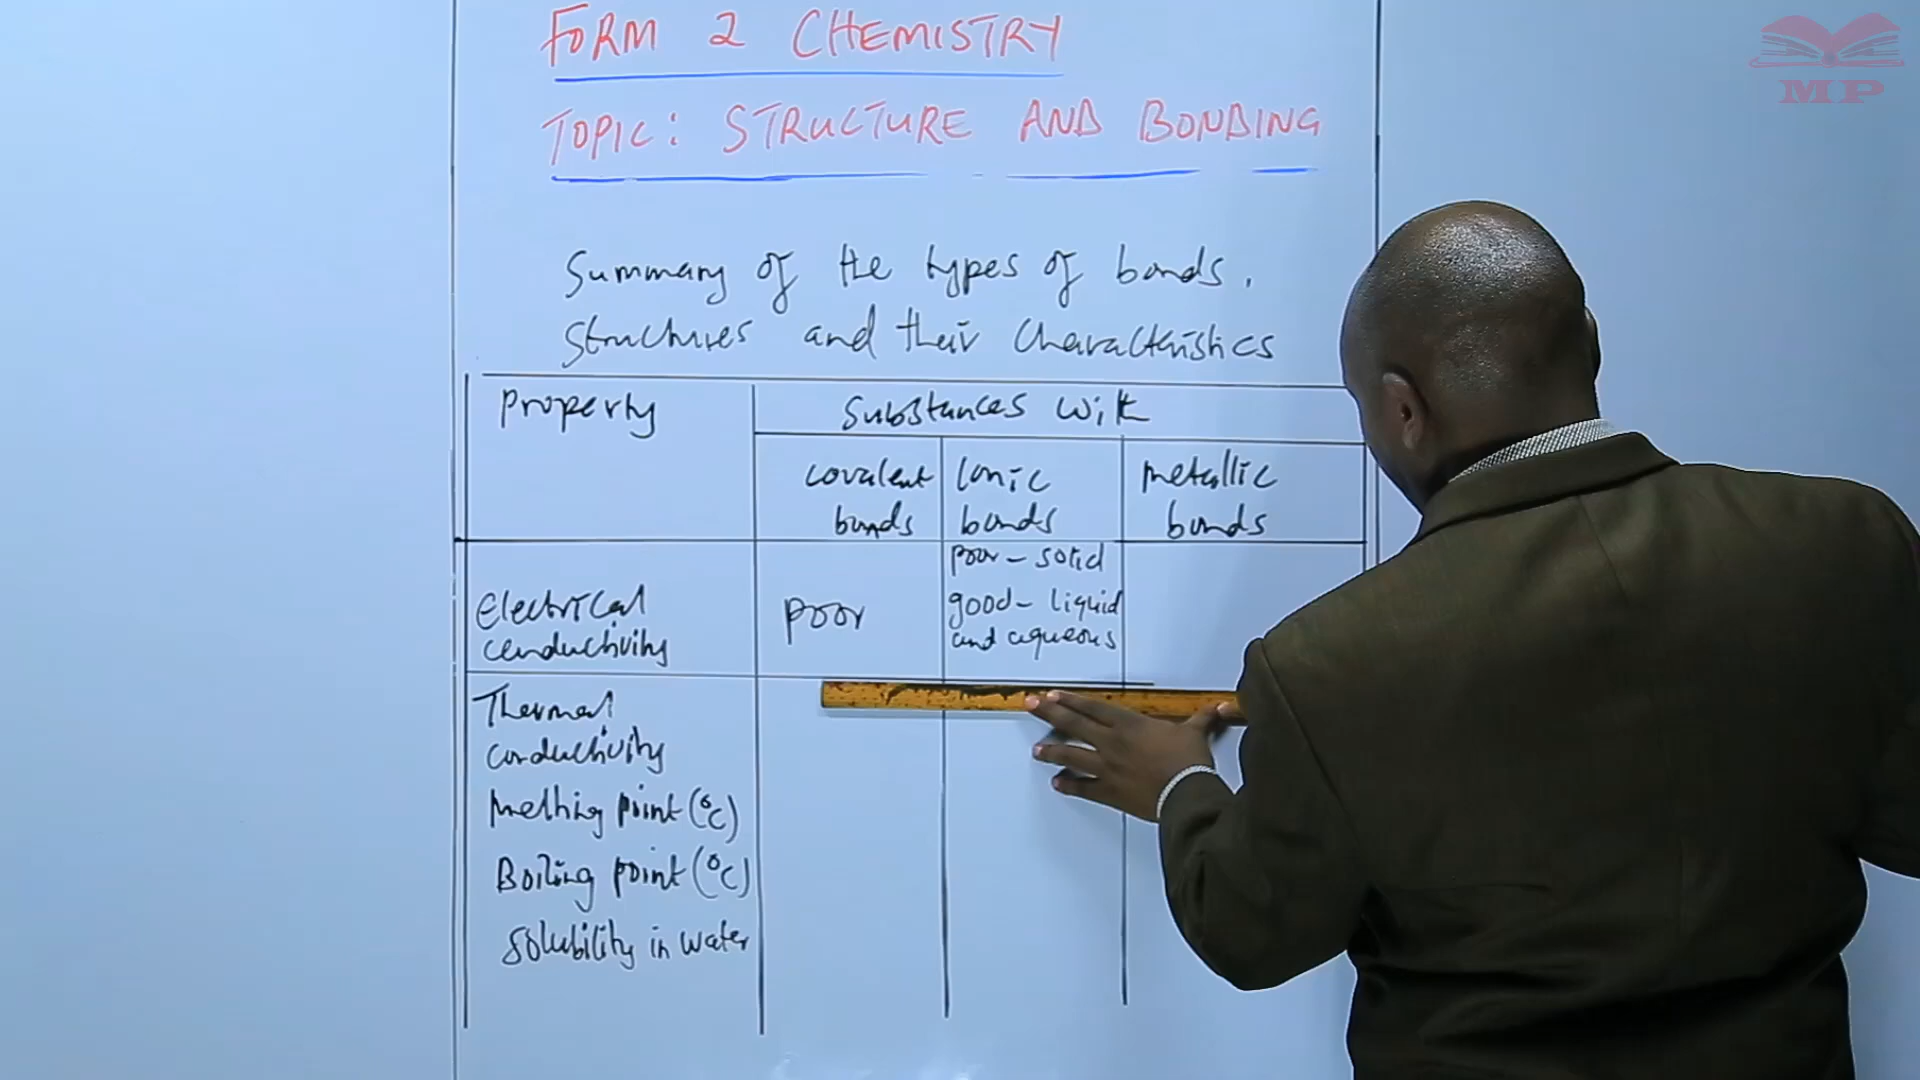 FORM 2 CHEMISTRY
TOPIC: STRUCTURE AND BONDING
Summary of the types of bonds,
structures and their characteristics
Property
Substances with
covalent bonds
Ionic bonds
metallic bonds
Electrical conductivity
poor
poor - solid
good - liquid
and aqueous
Thermal conductivity
Melting point (°C)
Boiling point (°C)
Solubility in water
MP